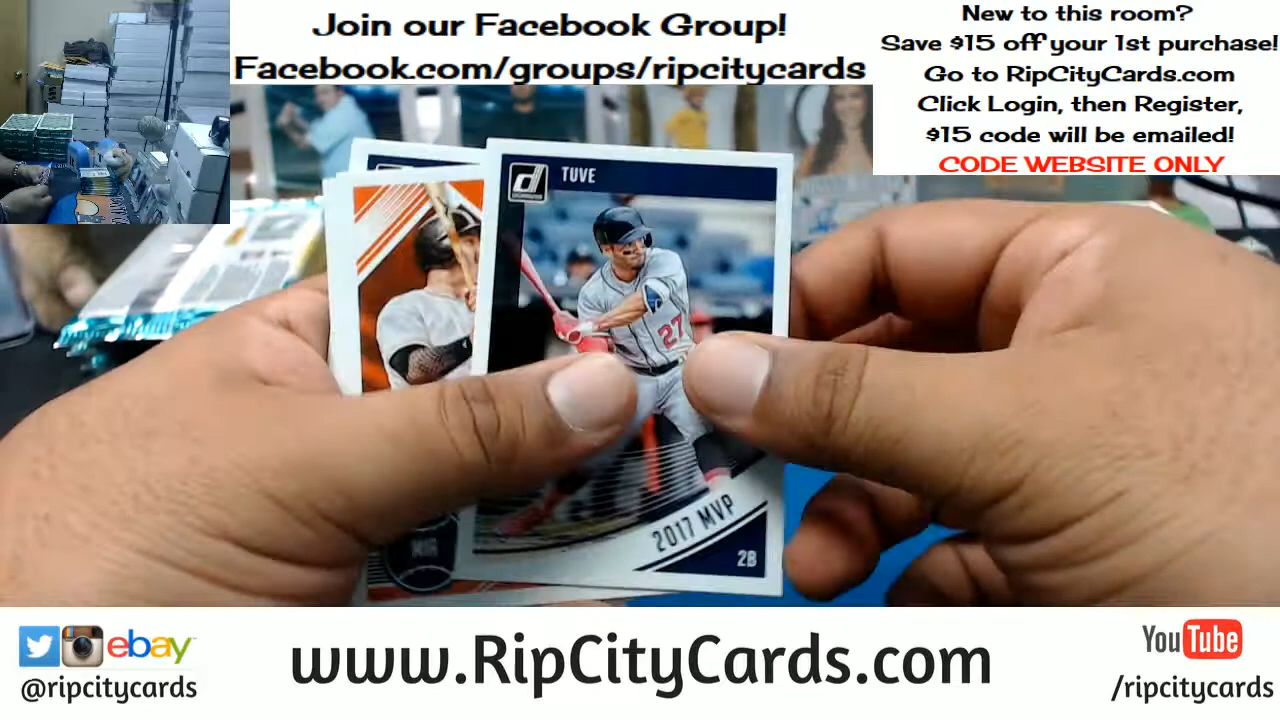 Join our Facebook Group!
Facebook.com/groups/ripcitycards
New to this room?
Save $15 off your 1st purchase!
Go to RipCityCards.com
Click Login, then Register,
$15 code will be emailed!
CODE WEBSITE ONLY
TUVE
27
2017 MVP
2B
ebay
@ripcitycards
www.RipCityCards.com
YouTube
/ripcitycards